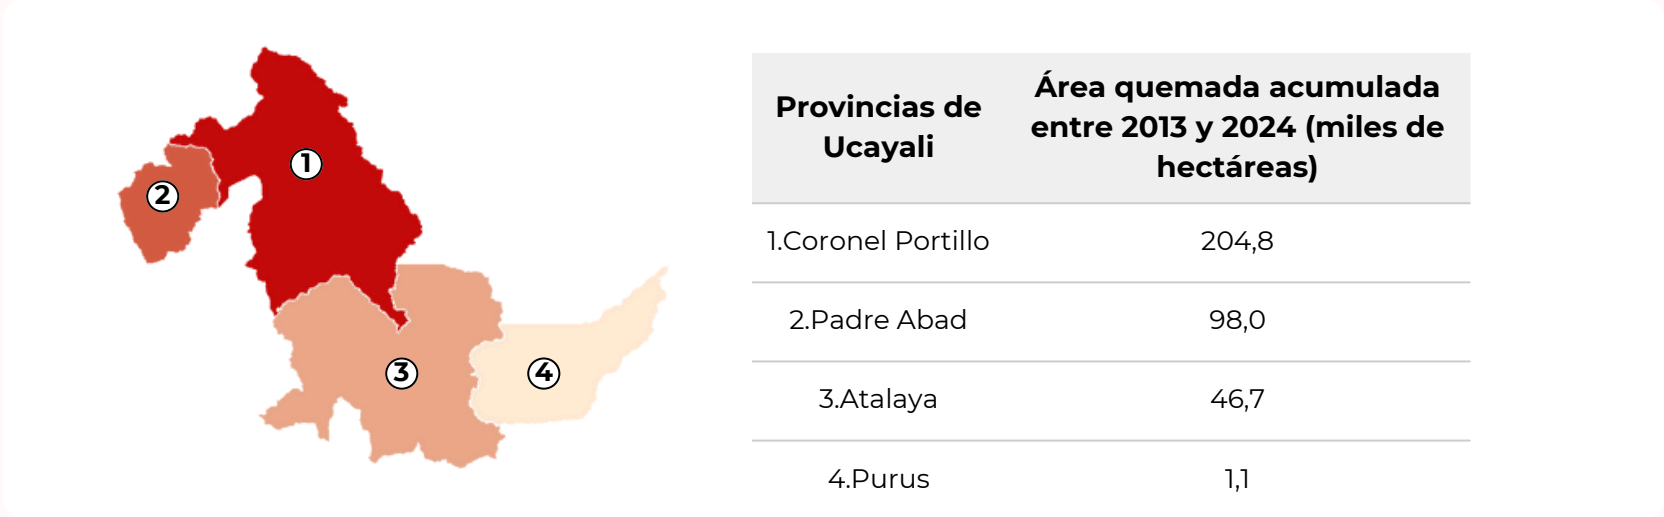 1
2
3
4
Provincias de
Ucayali
Área quemada acumulada
entre 2013 y 2024 (miles de
hectáreas)
1.Coronel Portillo 204,8
2.Padre Abad 98,0
3.Atalaya 46,7
4.Purus 1,1